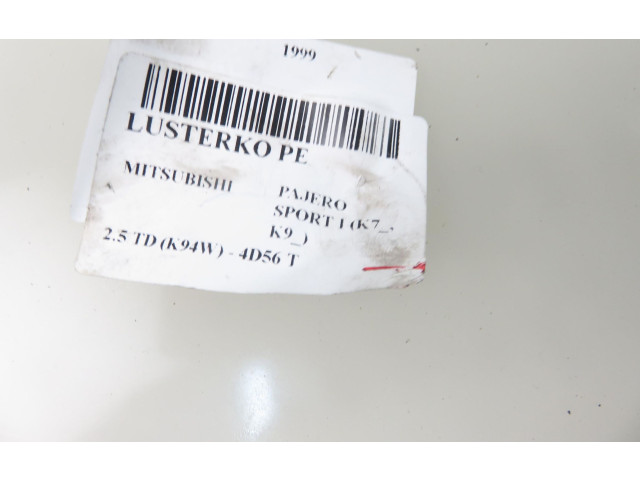 1999
LUSTERKO PE
MITSUBISHI PAJERO
SPORT I (K7_,
K9_)
2.5 TD (K94W) - 4D56 T